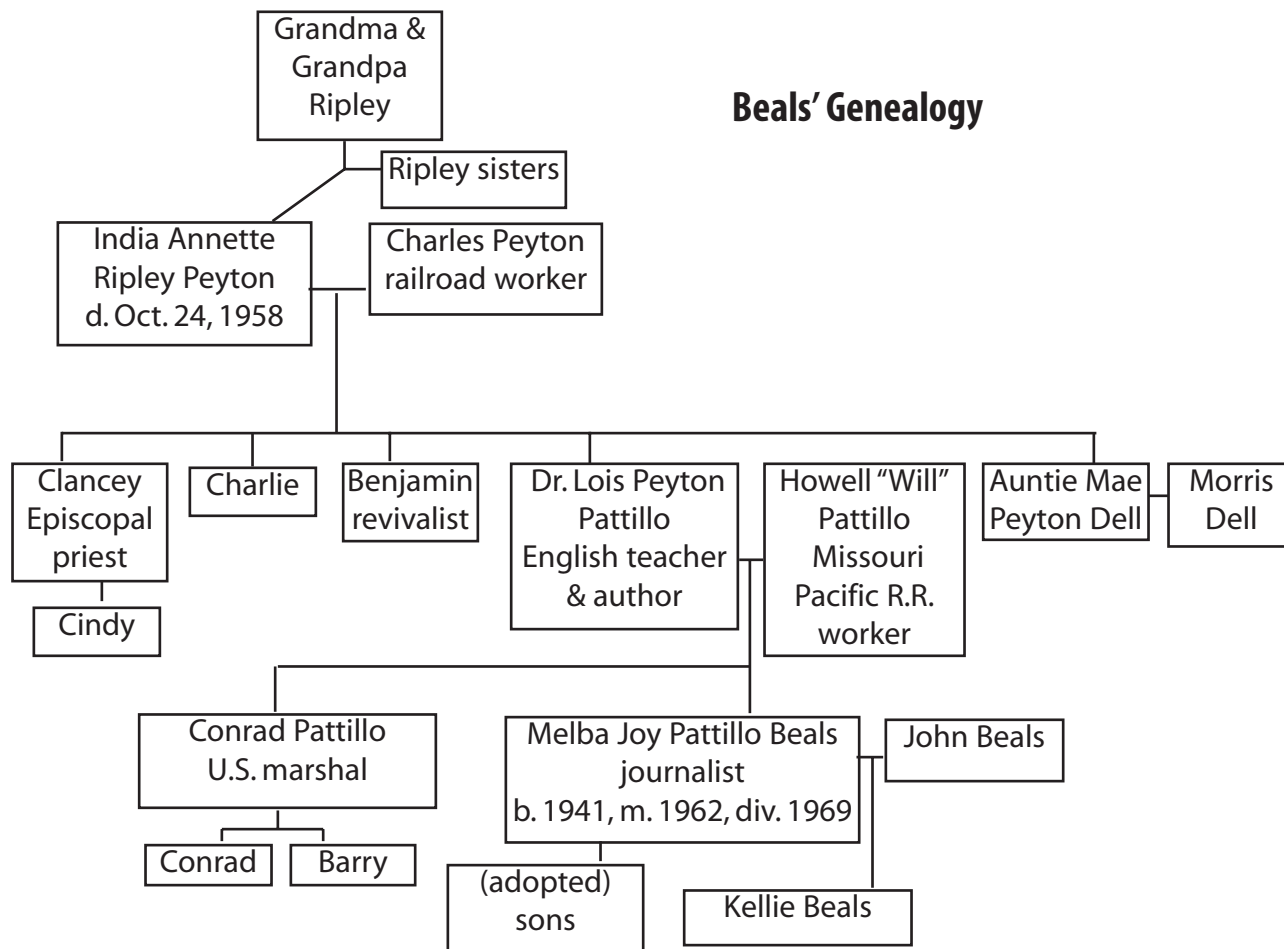 Grandma &
Grandpa
Ripley
Beals’ Genealogy
Ripley sisters
India Annette
Ripley Peyton
d. Oct. 24, 1958
Charles Peyton
railroad worker
Clancey
Episcopal
priest
Charlie
Benjamin
revivalist
Dr. Lois Peyton
Pattillo
English teacher
& author
Howell “Will”
Pattillo
Missouri
Pacific R.R.
worker
Auntie Mae
Peyton Dell
Morris
Dell
Cindy
Conrad Pattillo
U.S. marshal
Melba Joy Pattillo Beals
journalist
b. 1941, m. 1962, div. 1969
John Beals
Conrad
Barry
(adopted)
sons
Kellie Beals